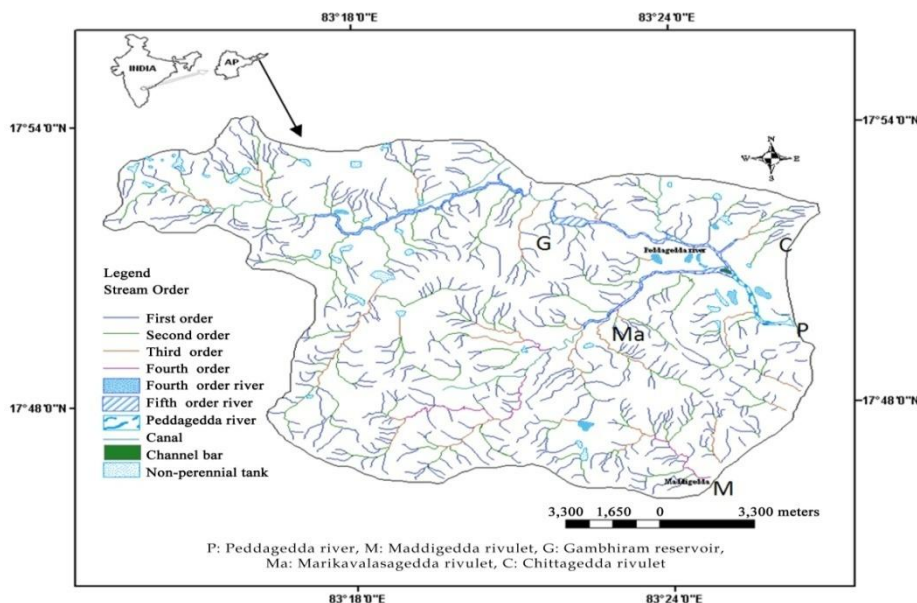 83°18'0"E 83°24'0"E
INDIA
AP
17°54'0"N 17°54'0"N
N
W E
S
G
Peddagedda river
C
Legend
Stream Order
First order
Second order
Third order
Fourth order
Fourth order river
Fifth order river
Peddagedda river
Canal
Channel bar
Non-perennial tank
P
Ma
17°48'0"N 17°48'0"N
Maddigedda
M
3,300 1,650 0 3,300 meters
P: Peddagedda river, M: Maddigedda rivulet, G: Gambhiram reservoir,
Ma: Marikavalasagedda rivulet, C: Chittagedda rivulet
83°18'0"E 83°24'0"E